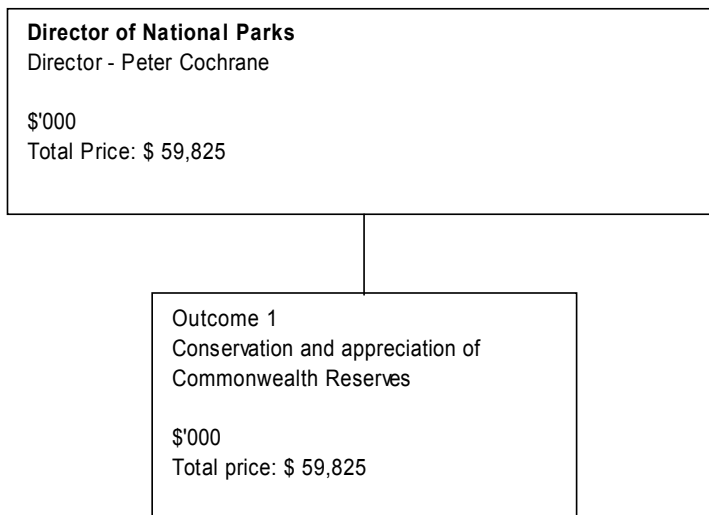 Director of National Parks
Director - Peter Cochrane
$'000
Total Price: $ 59,825
Outcome 1
Conservation and appreciation of
Commonwealth Reserves
$'000
Total price: $ 59,825